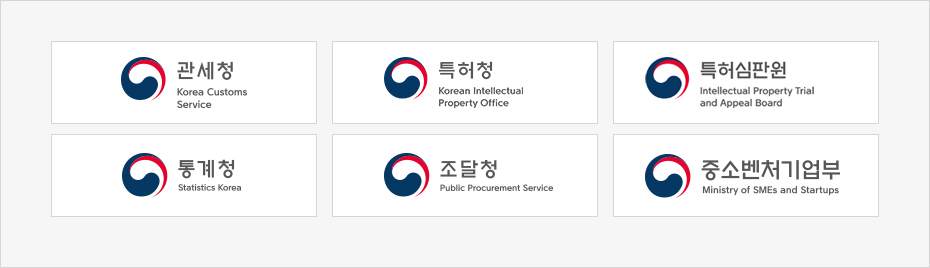 관세청
Korea Customs
Service
특허청
Korean Intellectual
Property Office
특허심판원
Intellectual Property Trial
and Appeal Board
통계청
Statistics Korea
조달청
Public Procurement Service
중소벤처기업부
Ministry of SMEs and Startups